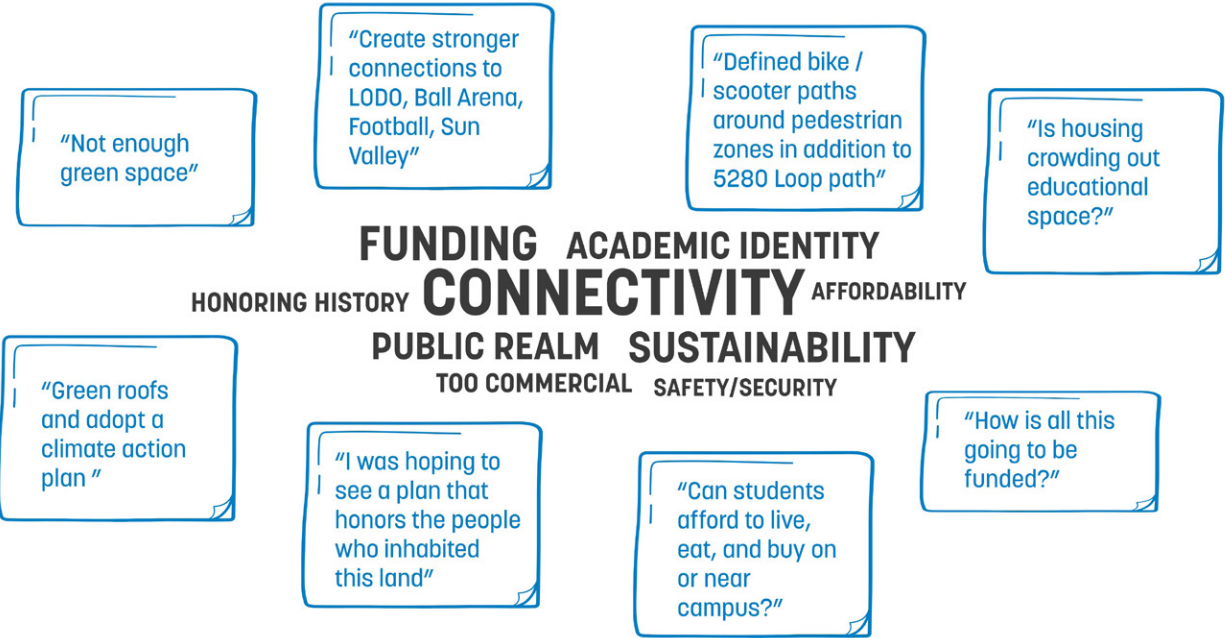 “Not enough
green space”
“Create stronger
connections to
LODO, Ball Arena,
Football, Sun
Valley”
“Defined bike /
scooter paths
around pedestrian
zones in addition to
5280 Loop path”
“Is housing
crowding out
educational
space?”
FUNDING ACADEMIC IDENTITY
HONORING HISTORY CONNECTIVITY AFFORDABILITY
PUBLIC REALM SUSTAINABILITY
TOO COMMERCIAL SAFETY/SECURITY
“Green roofs
and adopt a
climate action
plan ”
“I was hoping to
see a plan that
honors the people
who inhabited
this land”
“Can students
afford to live,
eat, and buy on
or near
campus?”
“How is all this
going to be
funded?”